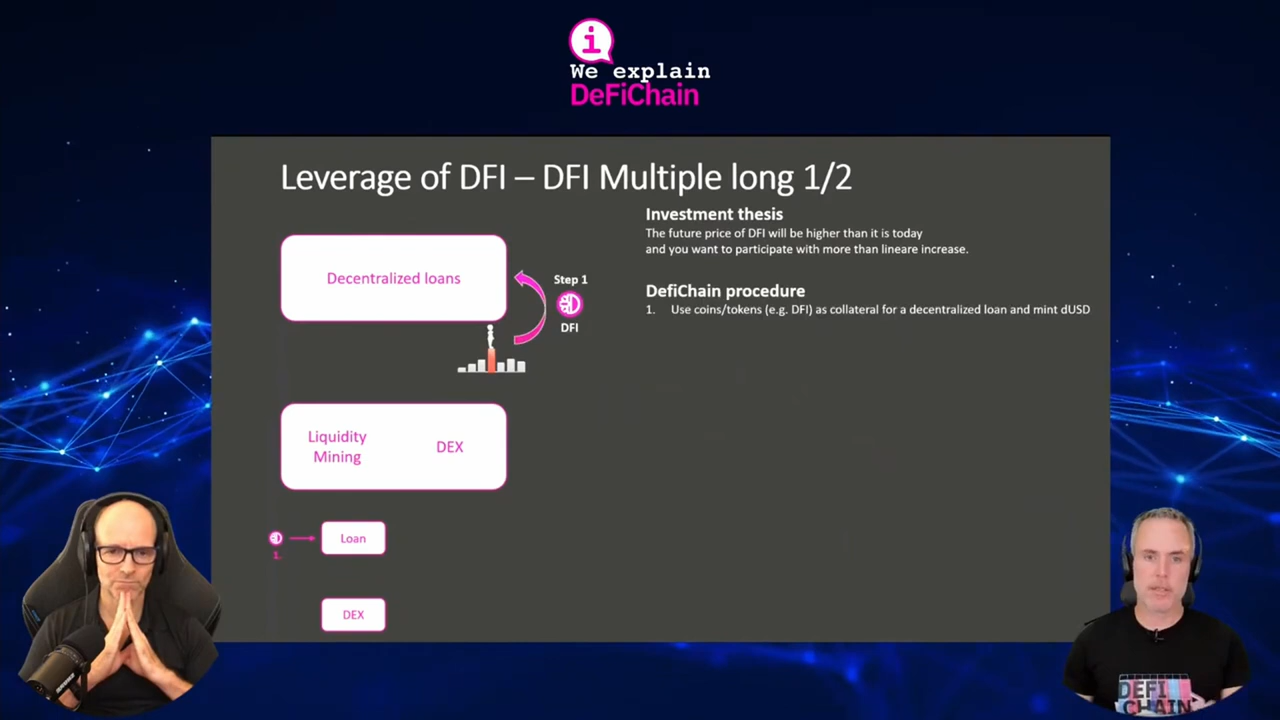 i
We explain
DeFiChain
Leverage of DFI – DFI Multiple long 1/2
Investment thesis
The future price of DFI will be higher than it is today
and you want to participate with more than lineare increase.
Decentralized loans
Step 1
DFI
DefiChain procedure
1. Use coins/tokens (e.g. DFI) as collateral for a decentralized loan and mint dUSD
Liquidity
Mining
DEX
Loan
1.
DEX
DEFI
CHAIN